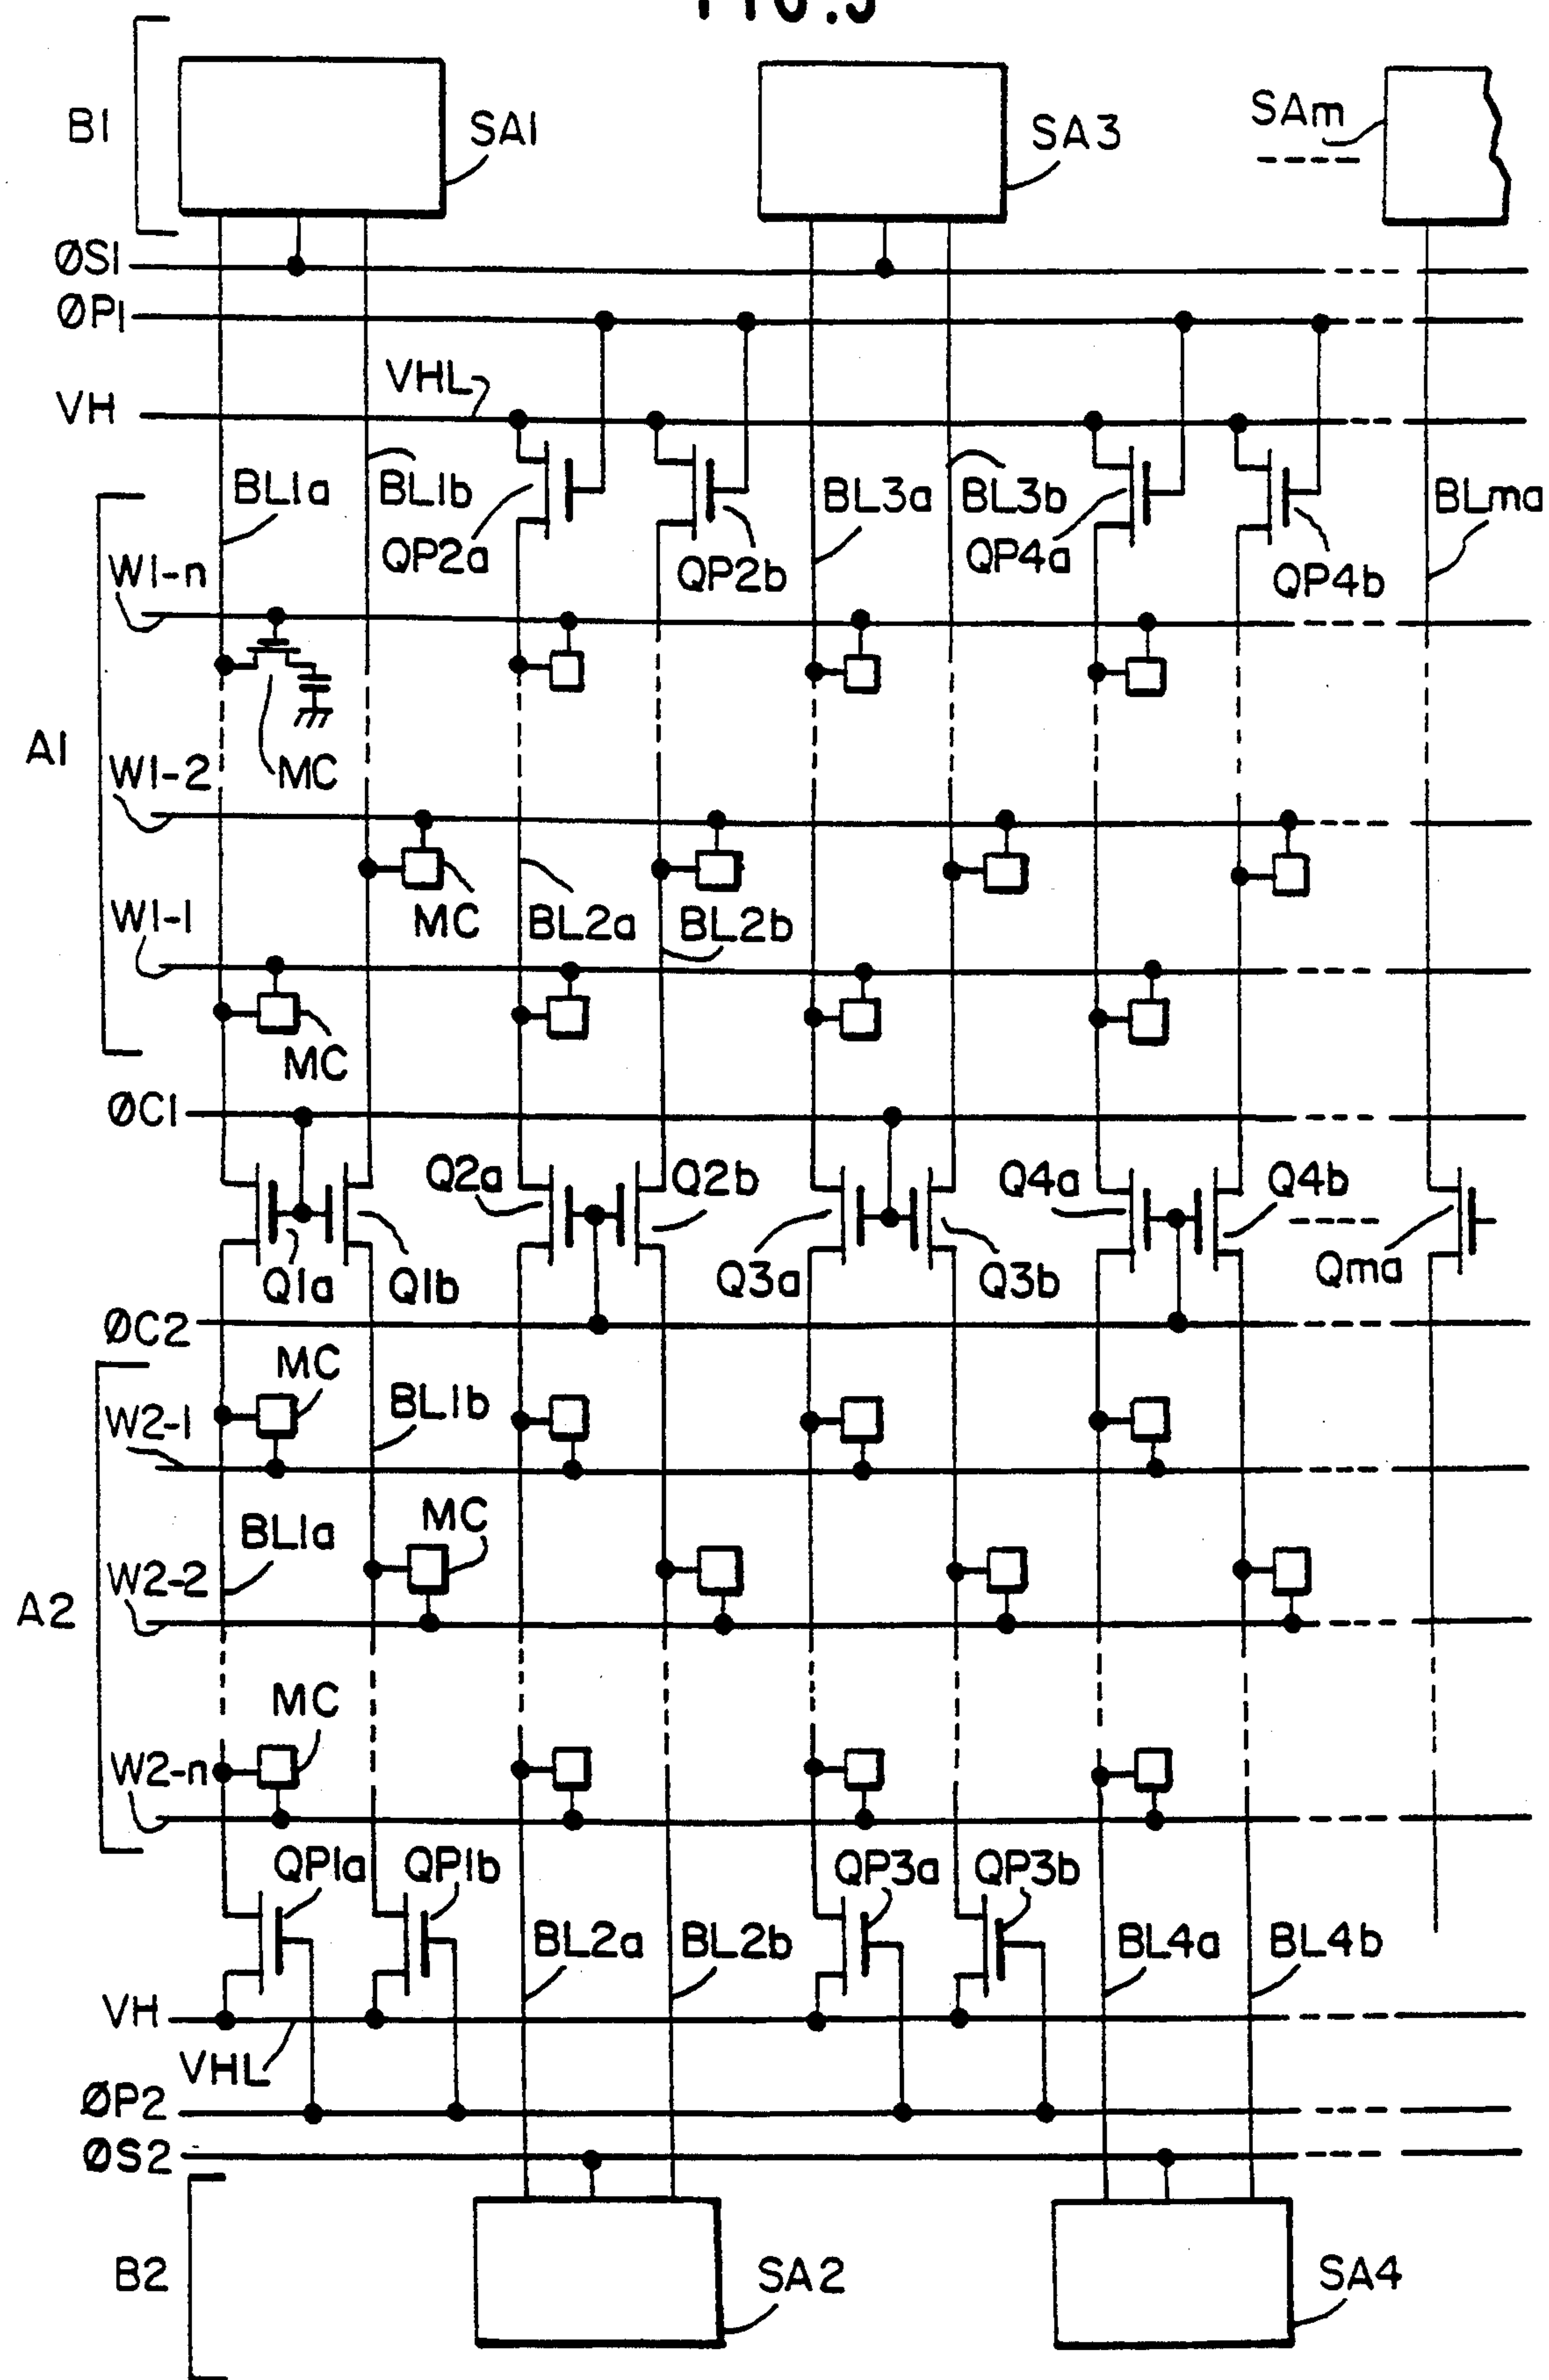 FIG.5
B1
SA1
SA3
SAm
ØS1
ØP1
VHL
VH
BL1a
BL1b
BL3a
BL3b
BLma
QP2a
QP2b
QP4a
QP4b
W1-n
A1
MC
W1-2
MC
BL2a
BL2b
W1-1
MC
ØC1
Q2a
Q2b
Q4a
Q4b
Q1a
Q1b
Q3a
Q3b
Qma
ØC2
MC
W2-1
BL1b
MC
BL1a
W2-2
A2
MC
W2-n
QP1a
QP1b
QP3a
QP3b
BL2a
BL2b
BL4a
BL4b
VH
VHL
ØP2
ØS2
B2
SA2
SA4